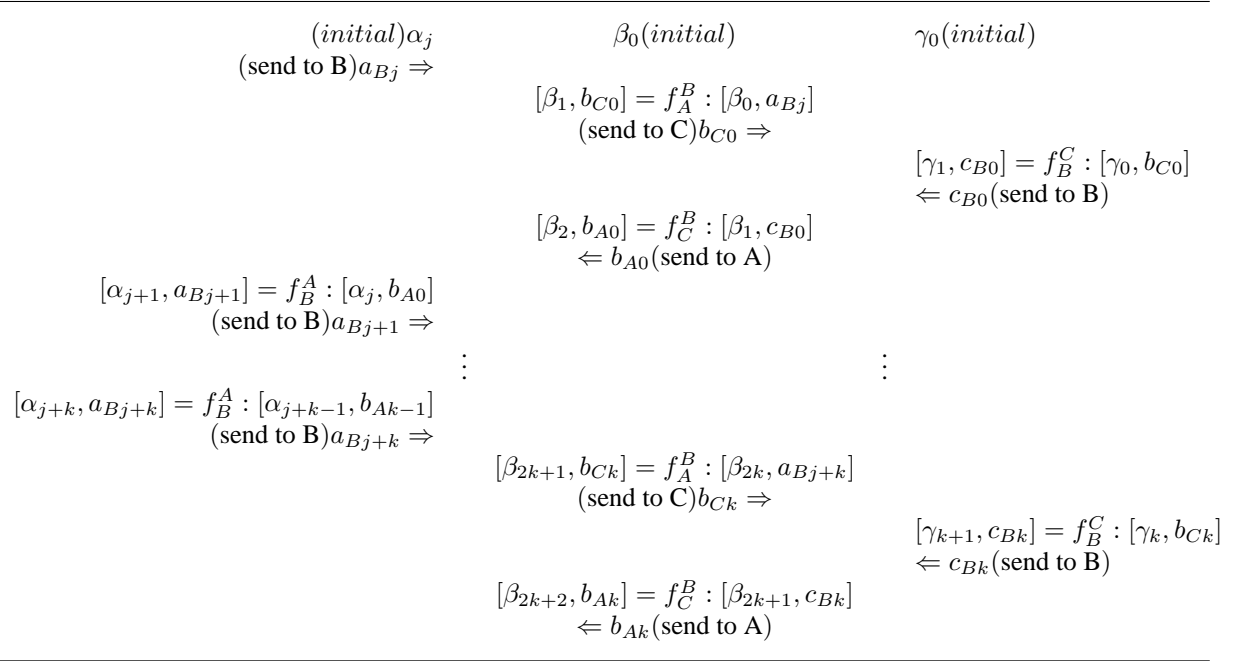 (initial)α_j β_0(initial) γ_0(initial)
(send to B)a_{Bj} ⇒
[β_1, b_{C0}] = f_A^B : [β_0, a_{Bj}]
(send to C)b_{C0} ⇒
[γ_1, c_{B0}] = f_B^C : [γ_0, b_{C0}]
⇐ c_{B0}(send to B)
[β_2, b_{A0}] = f_C^B : [β_1, c_{B0}]
⇐ b_{A0}(send to A)
[α_{j+1}, a_{Bj+1}] = f_B^A : [α_j, b_{A0}]
(send to B)a_{Bj+1} ⇒
⋮ ⋮
[α_{j+k}, a_{Bj+k}] = f_B^A : [α_{j+k−1}, b_{Ak−1}]
(send to B)a_{Bj+k} ⇒
[β_{2k+1}, b_{Ck}] = f_A^B : [β_{2k}, a_{Bj+k}]
(send to C)b_{Ck} ⇒
[γ_{k+1}, c_{Bk}] = f_B^C : [γ_k, b_{Ck}]
⇐ c_{Bk}(send to B)
[β_{2k+2}, b_{Ak}] = f_C^B : [β_{2k+1}, c_{Bk}]
⇐ b_{Ak}(send to A)